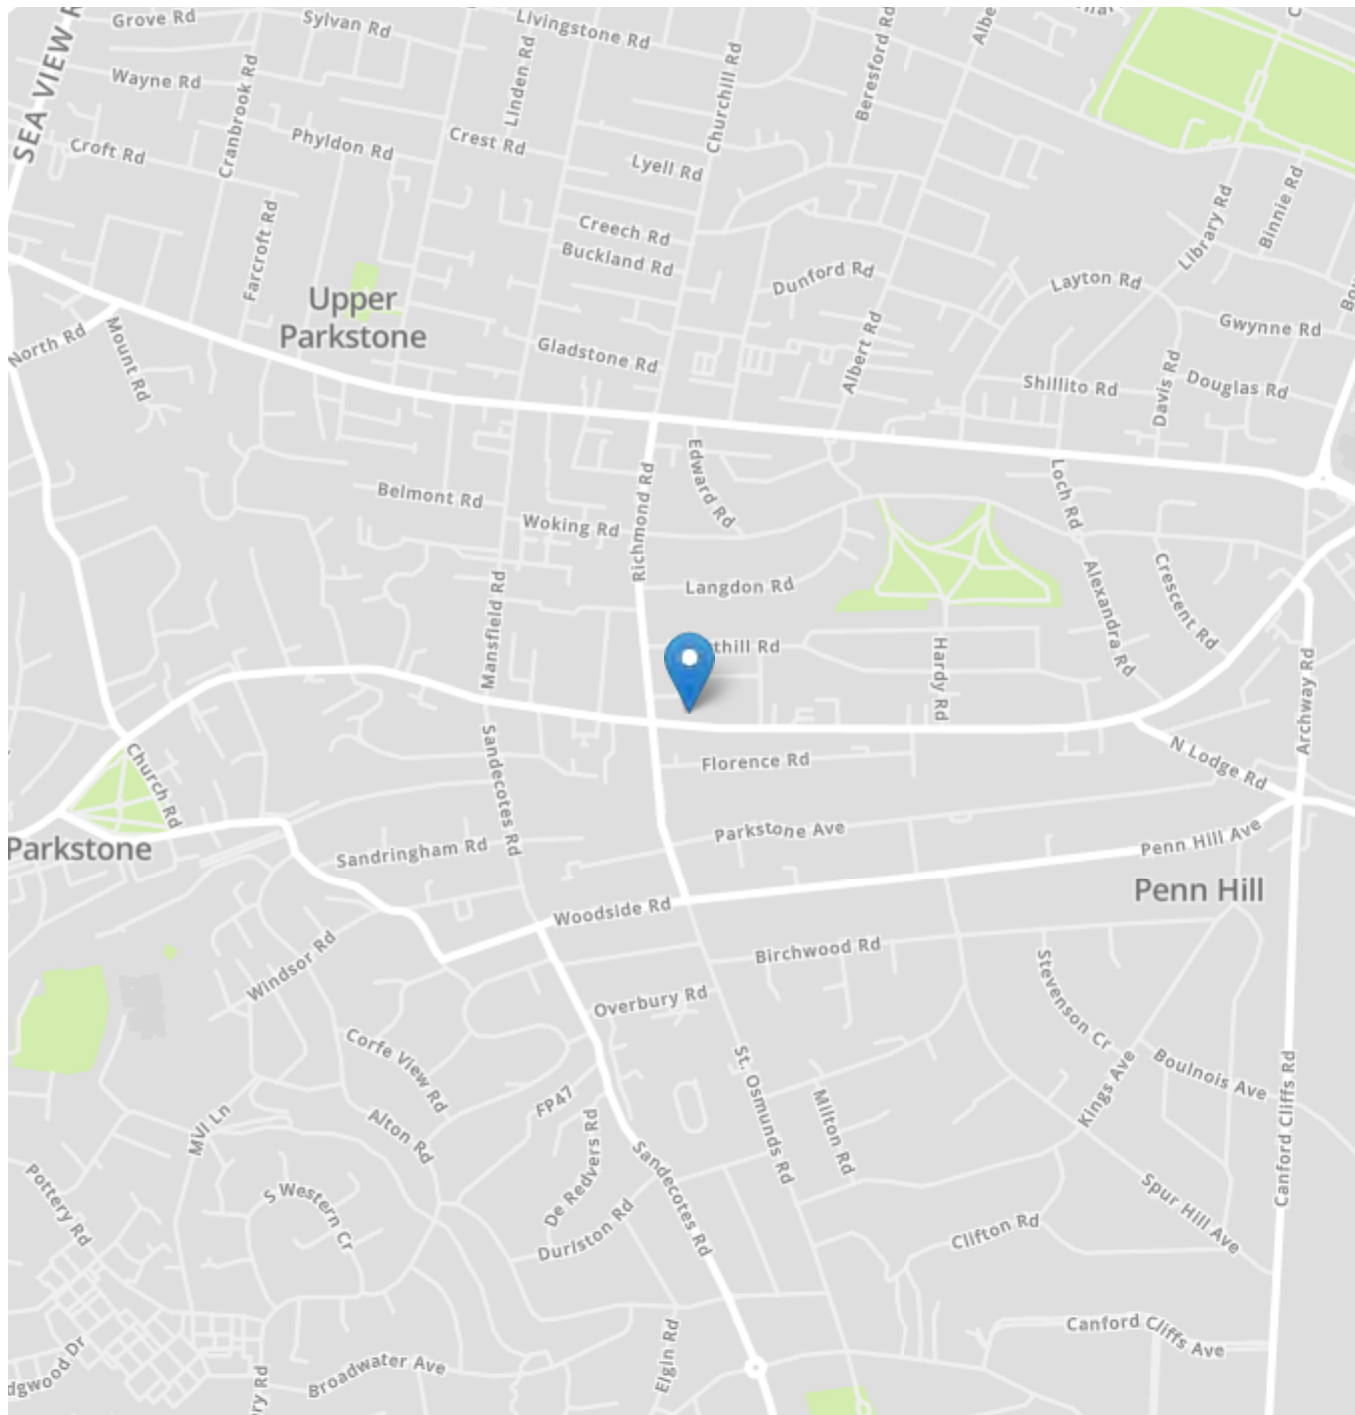 Grove Rd
Sylvan Rd
Livingstone Rd
SEA VIEW
Wayne Rd
Cranbrook Rd
Linden Rd
Churchill Rd
Beresford Rd
Albe
Croft Rd
Phyldon Rd
Crest Rd
Lyell Rd
Farcroft Rd
Creech Rd
Buckland Rd
Library Rd
Binnie Rd
Dunford Rd
Layton Rd
Upper
Parkstone
North Rd
Mount Rd
Gladstone Rd
Albert Rd
Gwynne Rd
Shillito Rd
Davis Rd
Douglas Rd
Belmont Rd
Woking Rd
Richmond Rd
Edward Rd
Loch Rd
Langdon Rd
Alexandra Rd
Crescent Rd
Mansfield Rd
thill Rd
Hardy Rd
Archway Rd
Church Rd
Sandecotes Rd
Florence Rd
N Lodge Rd
Parkstone
Sandringham Rd
Parkstone Ave
Penn Hill Ave
Penn Hill
Woodside Rd
Windsor Rd
Birchwood Rd
Stevenson Cr
Overbury Rd
Corfe View Rd
St. Osmunds Rd
Milton Rd
Kings Ave
Boulnois Ave
Canford Cliffs Rd
FP47
Mill Ln
Alton Rd
De Redvers Rd
Sandecotes Rd
Pottery Rd
S Western Cr
Durlston Rd
Clifton Rd
Spur Hill Ave
Canford Cliffs Ave
Elgin Rd
dgwood Dr
Broadwater Ave
ry Rd